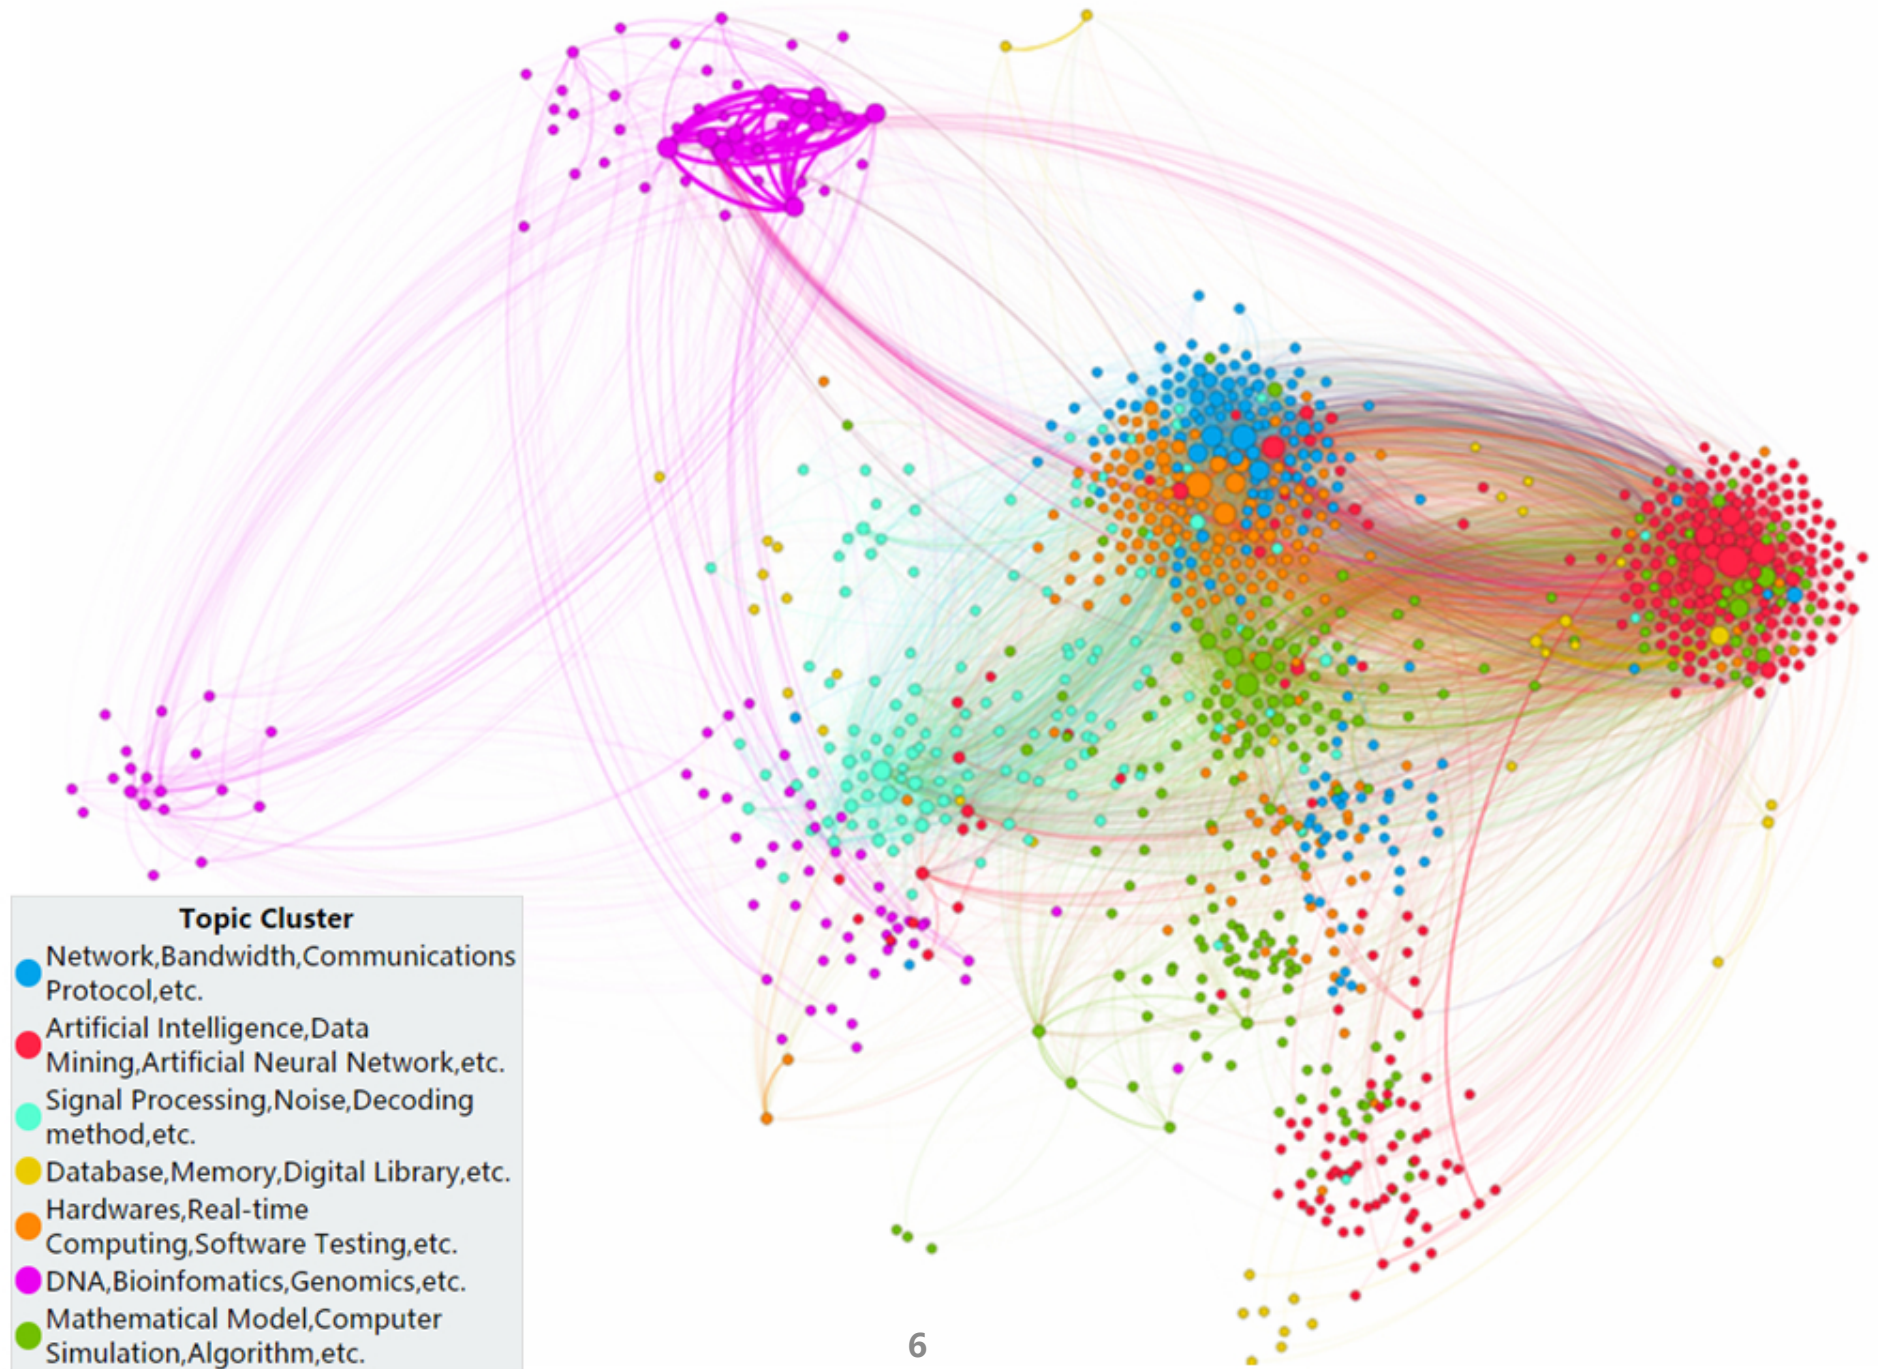 Topic Cluster
Network,Bandwidth,Communications
Protocol,etc.
Artificial Intelligence,Data
Mining,Artificial Neural Network,etc.
Signal Processing,Noise,Decoding
method,etc.
Database,Memory,Digital Library,etc.
Hardwares,Real-time
Computing,Software Testing,etc.
DNA,Bioinfomatics,Genomics,etc.
Mathematical Model,Computer
Simulation,Algorithm,etc.
6